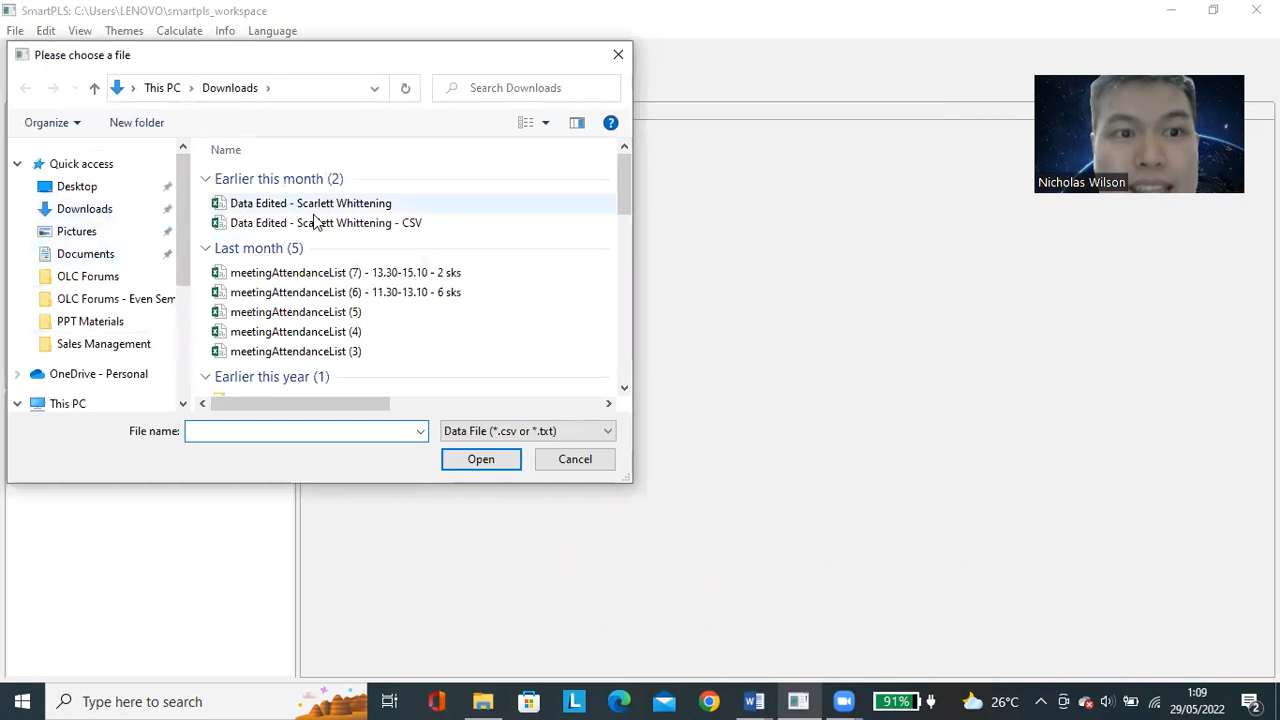 SmartPLS: C:\Users\LENOVO\smartpls_workspace
File Edit View Themes Calculate Info Language
Please choose a file
This PC > Downloads >
Search Downloads
Organize
New folder
Name
Quick access
Desktop
Downloads
Pictures
Documents
OLC Forums
OLC Forums - Even Sem
PPT Materials
Sales Management
OneDrive - Personal
This PC
Earlier this month (2)
Data Edited - Scarlett Whittening
Data Edited - Scarlett Whittening - CSV
Last month (5)
meetingAttendanceList (7) - 13.30-15.10 - 2 sks
meetingAttendanceList (6) - 11.30-13.10 - 6 sks
meetingAttendanceList (5)
meetingAttendanceList (4)
meetingAttendanceList (3)
Earlier this year (1)
File name:
Data File (*.csv or *.txt)
Open
Cancel
Nicholas Wilson
Type here to search
91%
26°C
1:09
29/05/2022
2